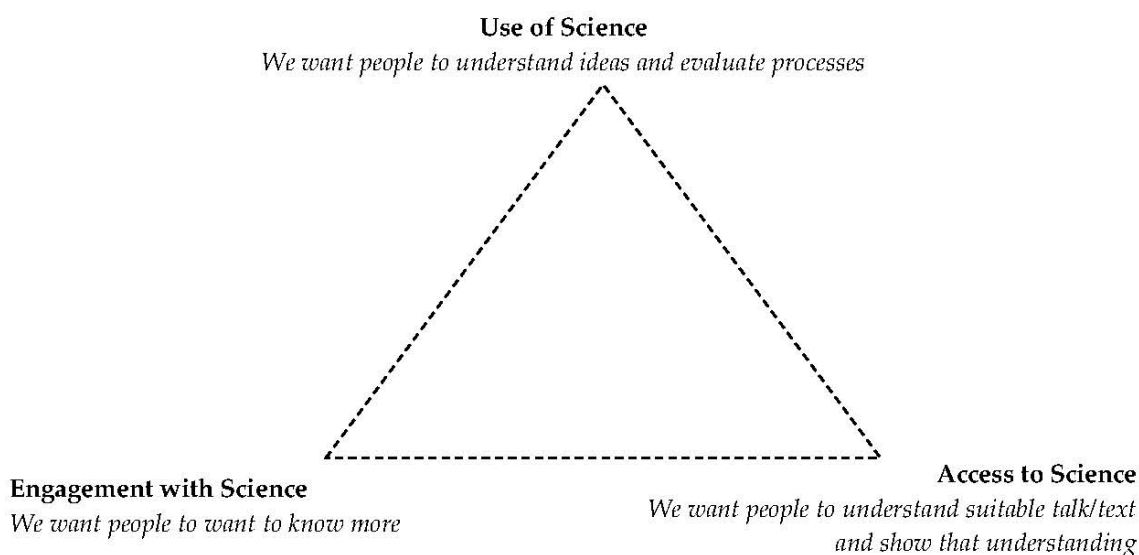 Use of Science
We want people to understand ideas and evaluate processes
Engagement with Science
We want people to want to know more
Access to Science
We want people to understand suitable talk/text
and show that understanding